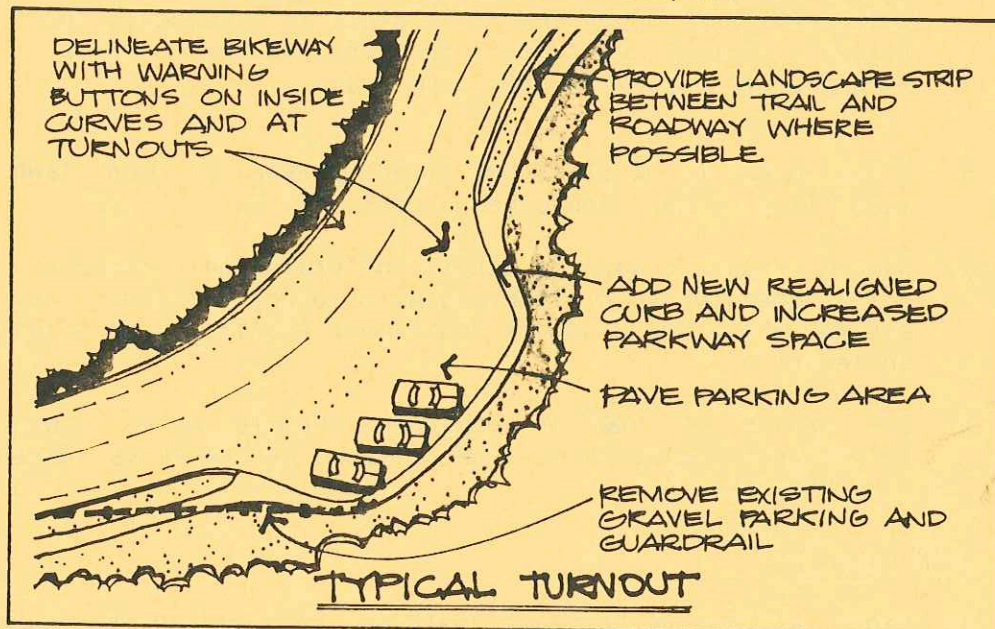 DELINEATE BIKEWAY
WITH WARNING
BUTTONS ON INSIDE
CURVES AND AT
TURNOUTS
PROVIDE LANDSCAPE STRIP
BETWEEN TRAIL AND
ROADWAY WHERE
POSSIBLE
ADD NEW REALIGNED
CURB AND INCREASED
PARKWAY SPACE
PAVE PARKING AREA
REMOVE EXISTING
GRAVEL PARKING AND
GUARDRAIL
TYPICAL TURNOUT